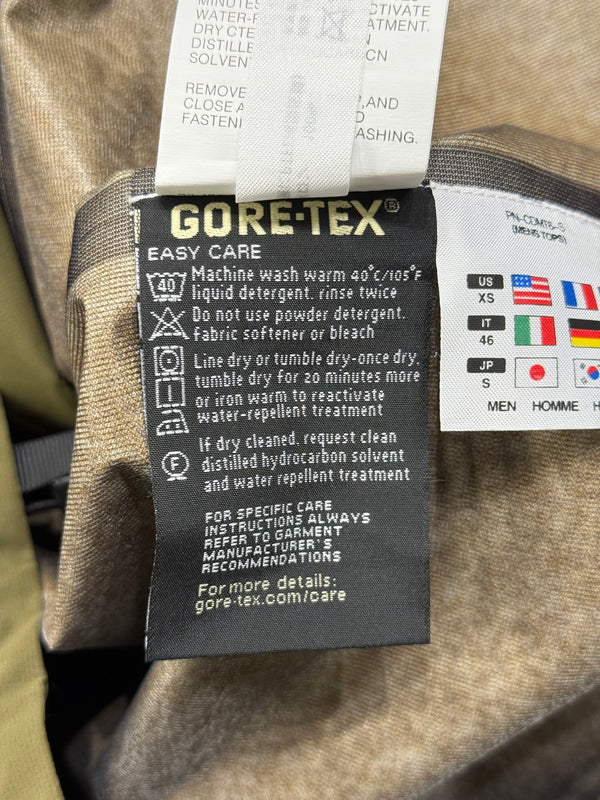 MINUTES
CTIVATE
WATER-R
ATMENT.
DRY CLE
DISTILLE
SOLVEN
REMOVE
CLOSE A
,AND
FASTENI
ASHING.
GORE-TEX®
EASY CARE
40
Machine wash warm 40°C/105°F
liquid detergent. rinse twice
Do not use powder detergent.
fabric softener or bleach
Line dry or tumble dry-once dry.
tumble dry for 20 minutes more
or iron warm to reactivate
water-repellent treatment
F
If dry cleaned. request clean
distilled hydrocarbon solvent
and water repellent treatment
FOR SPECIFIC CARE
INSTRUCTIONS ALWAYS
REFER TO GARMENT
MANUFACTURER'S
RECOMMENDATIONS
For more details:
gore-tex.com/care
(MENS TOPS)
US
XS
IT
46
JP
S
MEN HOMME H